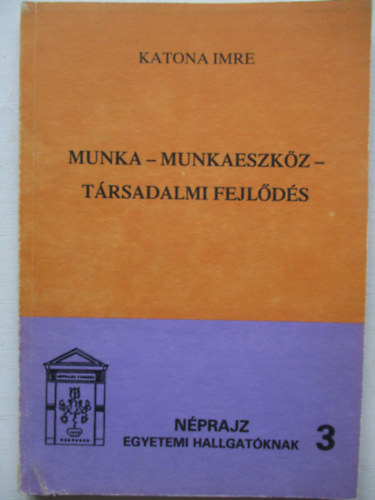 KATONA IMRE
MUNKA – MUNKAESZKÖZ –
TÁRSADALMI FEJLŐDÉS
NÉPRAJZ
EGYETEMI HALLGATÓKNAK 3